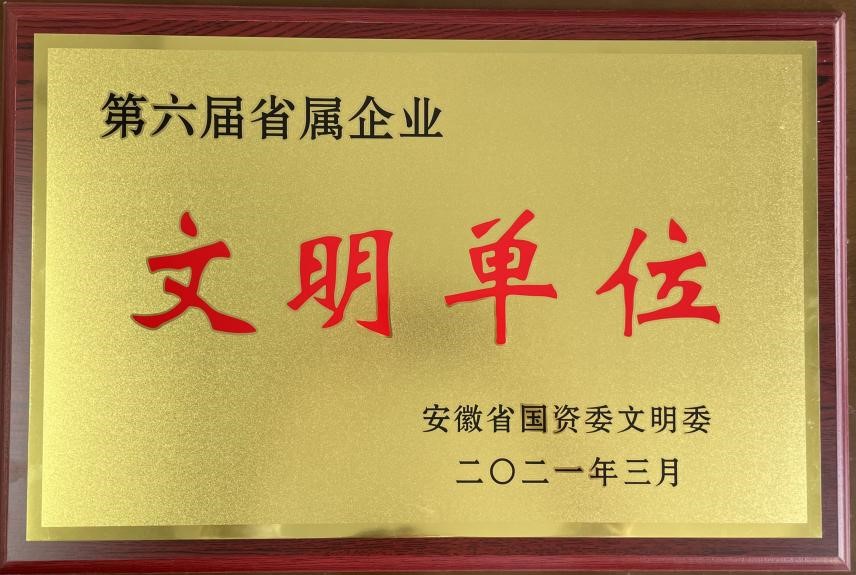 第六届省属企业
文明单位
安徽省国资委文明委
二〇二一年三月